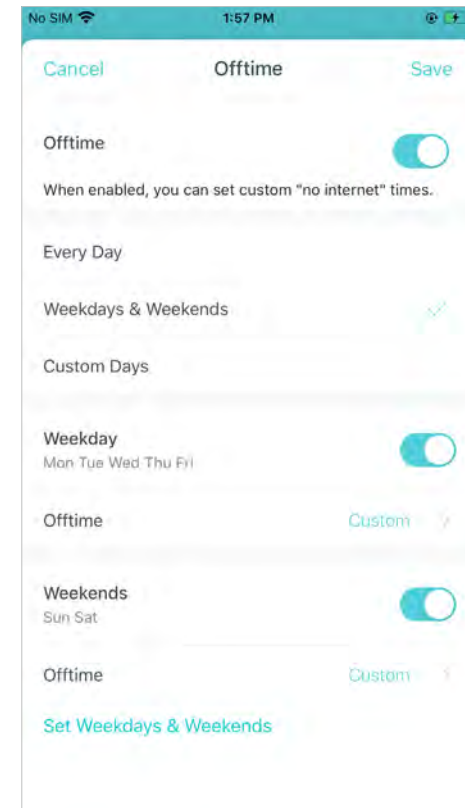 No SIM 1:57 PM
Cancel Offtime Save
Offtime
When enabled, you can set custom "no internet" times.
Every Day
Weekdays & Weekends
Custom Days
Weekday
Mon Tue Wed Thu Fri
Offtime Custom
Weekends
Sun Sat
Offtime Custom
Set Weekdays & Weekends